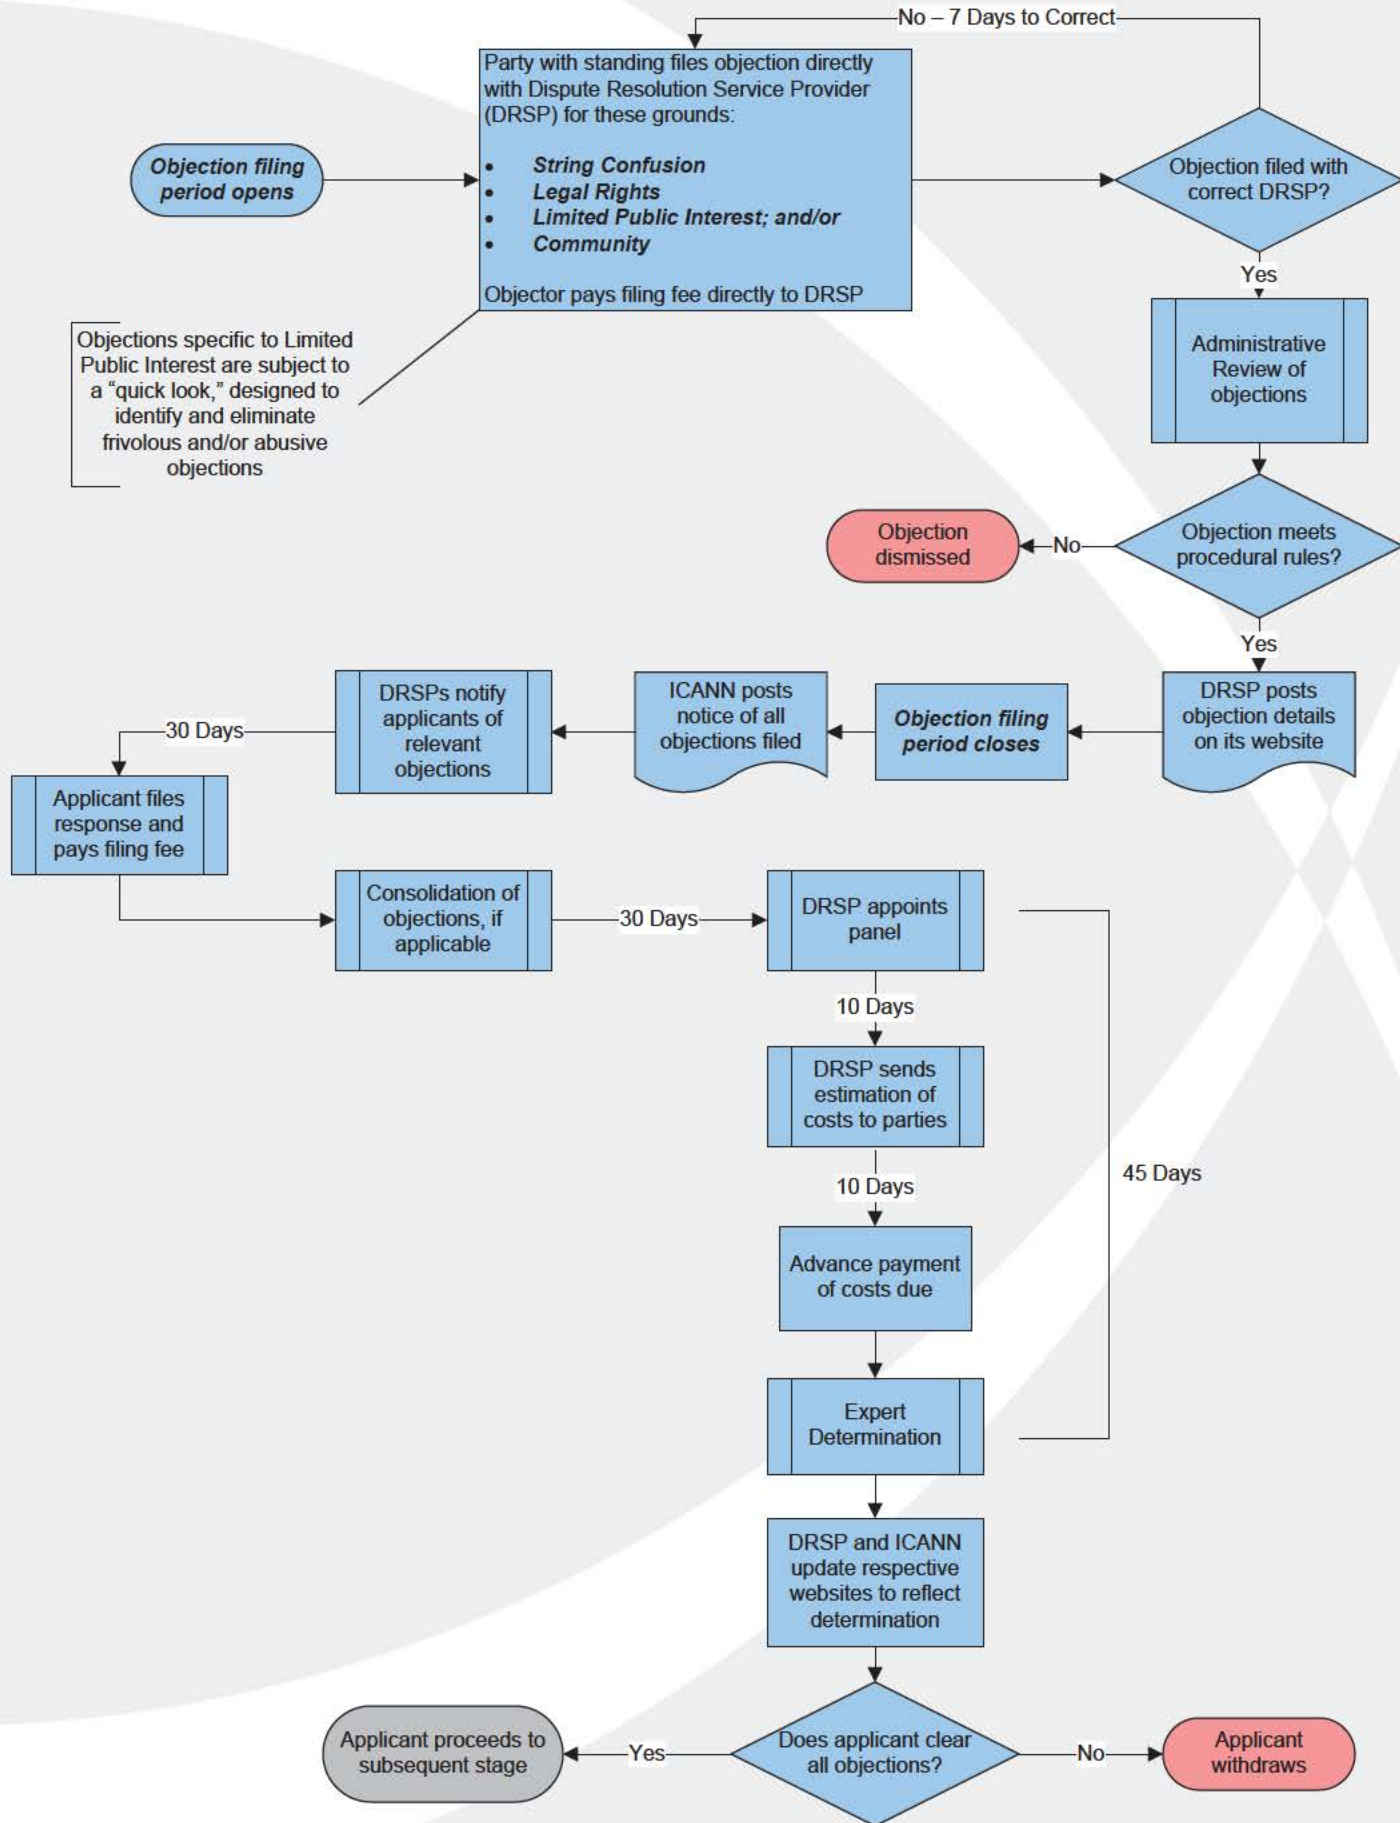 No – 7 Days to Correct
Party with standing files objection directly
with Dispute Resolution Service Provider
(DRSP) for these grounds:
• String Confusion
• Legal Rights
• Limited Public Interest; and/or
• Community
Objector pays filing fee directly to DRSP
Objection filing
period opens
Objection filed with
correct DRSP?
Yes
Objections specific to Limited
Public Interest are subject to
a “quick look,” designed to
identify and eliminate
frivolous and/or abusive
objections
Administrative
Review of
objections
Objection
dismissed
No
Objection meets
procedural rules?
Yes
DRSP posts
objection details
on its website
Objection filing
period closes
ICANN posts
notice of all
objections filed
DRSPs notify
applicants of
relevant
objections
30 Days
Applicant files
response and
pays filing fee
Consolidation of
objections, if
applicable
30 Days
DRSP appoints
panel
10 Days
DRSP sends
estimation of
costs to parties
10 Days
45 Days
Advance payment
of costs due
Expert
Determination
DRSP and ICANN
update respective
websites to reflect
determination
Applicant proceeds to
subsequent stage
Yes
Does applicant clear
all objections?
No
Applicant
withdraws